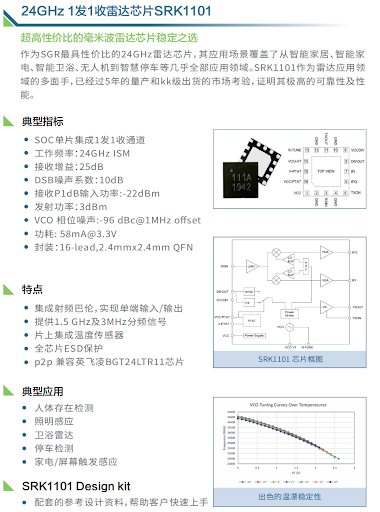 24GHz 1发1收雷达芯片SRK1101
超高性价比的毫米波雷达芯片稳定之选
作为SGR最具性价比的24GHz雷达芯片,其应用场景覆盖了从智能家居、智能家
电、智能卫浴、无人机到智慧停车等几乎全部应用领域。SRK1101作为雷达应用领
域的多面手,已经过5年的量产和kk级出货的市场考验,证明其极高的可靠性及性
能。
典型指标
SOC单片集成1发1收通道
工作频率:24GHz ISM
接收增益:25dB
DSB噪声系数:10dB
接收P1dB输入功率:-22dBm
发射功率:3dBm
VCO 相位噪声:-96 dBc@1MHz offset
功耗: 58mA@3.3V
封装:16-lead,2.4mmx2.4mm QFN
111A
1942
R-TUNE
VCC-VT
V-PTAT
VCC-PTAT
VCCDIV
IFI
IFQ
TXON
TOP VIEW
特点
集成射频巴伦,实现单端输入/输出
提供1.5 GHz及3MHz分频信号
片上集成温度传感器
全芯片ESD保护
p2p 兼容英飞凌BGT24LTR11芯片
SRK1101 芯片框图
典型应用
人体存在检测
照明感应
卫浴雷达
停车检测
家电/屏幕触发感应
VCO Tuning Curves Over Temperatures
出色的温漂稳定性
SRK1101 Design kit
配套的参考设计资料,帮助客户快速上手